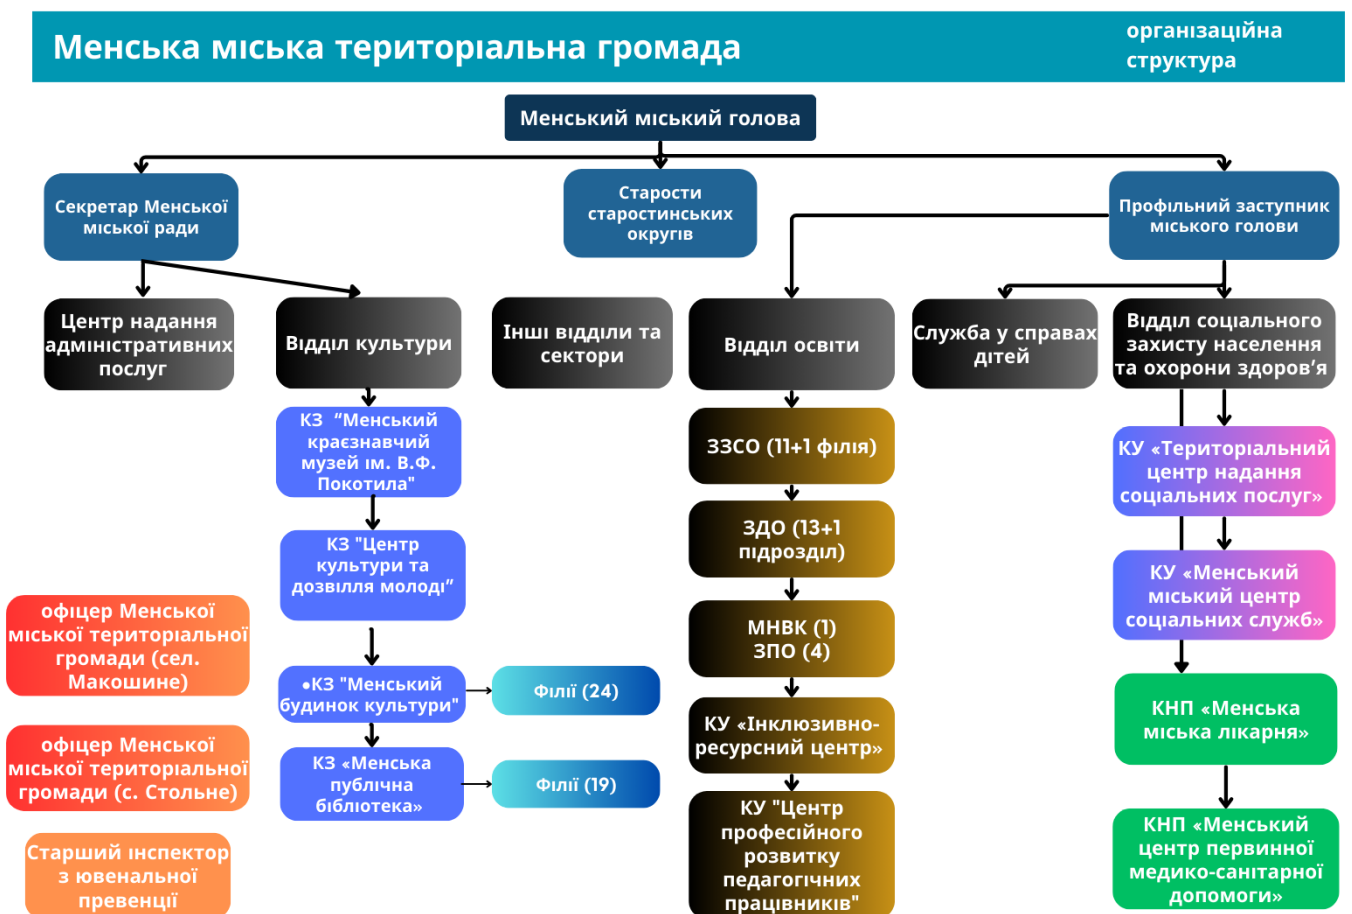 Менська міська територіальна громада
організаційна
структура
Менський міський голова
Секретар Менської
міської ради
Старости
старостинських
округів
Профільний заступник
міського голови
Центр надання
адміністративних
послуг
Відділ культури
Інші відділи та
сектори
Відділ освіти
Служба у справах
дітей
Відділ соціального
захисту населення
та охорони здоров’я
КЗ “Менський
краєзнавчий
музей ім. В.Ф.
Покотила"
КЗ "Центр
культури та
дозвілля молоді”
•КЗ "Менський
будинок культури"
Філії (24)
КЗ «Менська
публічна
бібліотека»
Філії (19)
ЗЗСО (11+1 філія)
ЗДО (13+1
підрозділ)
МНВК (1)
ЗПО (4)
КУ «Інклюзивно-
ресурсний центр»
КУ "Центр
професійного
розвитку
педагогічних
працівників"
КУ «Територіальний
центр надання
соціальних послуг»
КУ «Менський
міський центр
соціальних служб»
КНП «Менська
міська лікарня»
КНП «Менський
центр первинної
медико-санітарної
допомоги»
офіцер Менської
міської територіальної
громади (сел.
Макошине)
офіцер Менської
міської територіальної
громади (с. Стольне)
Старший інспектор
з ювенальної
превенції